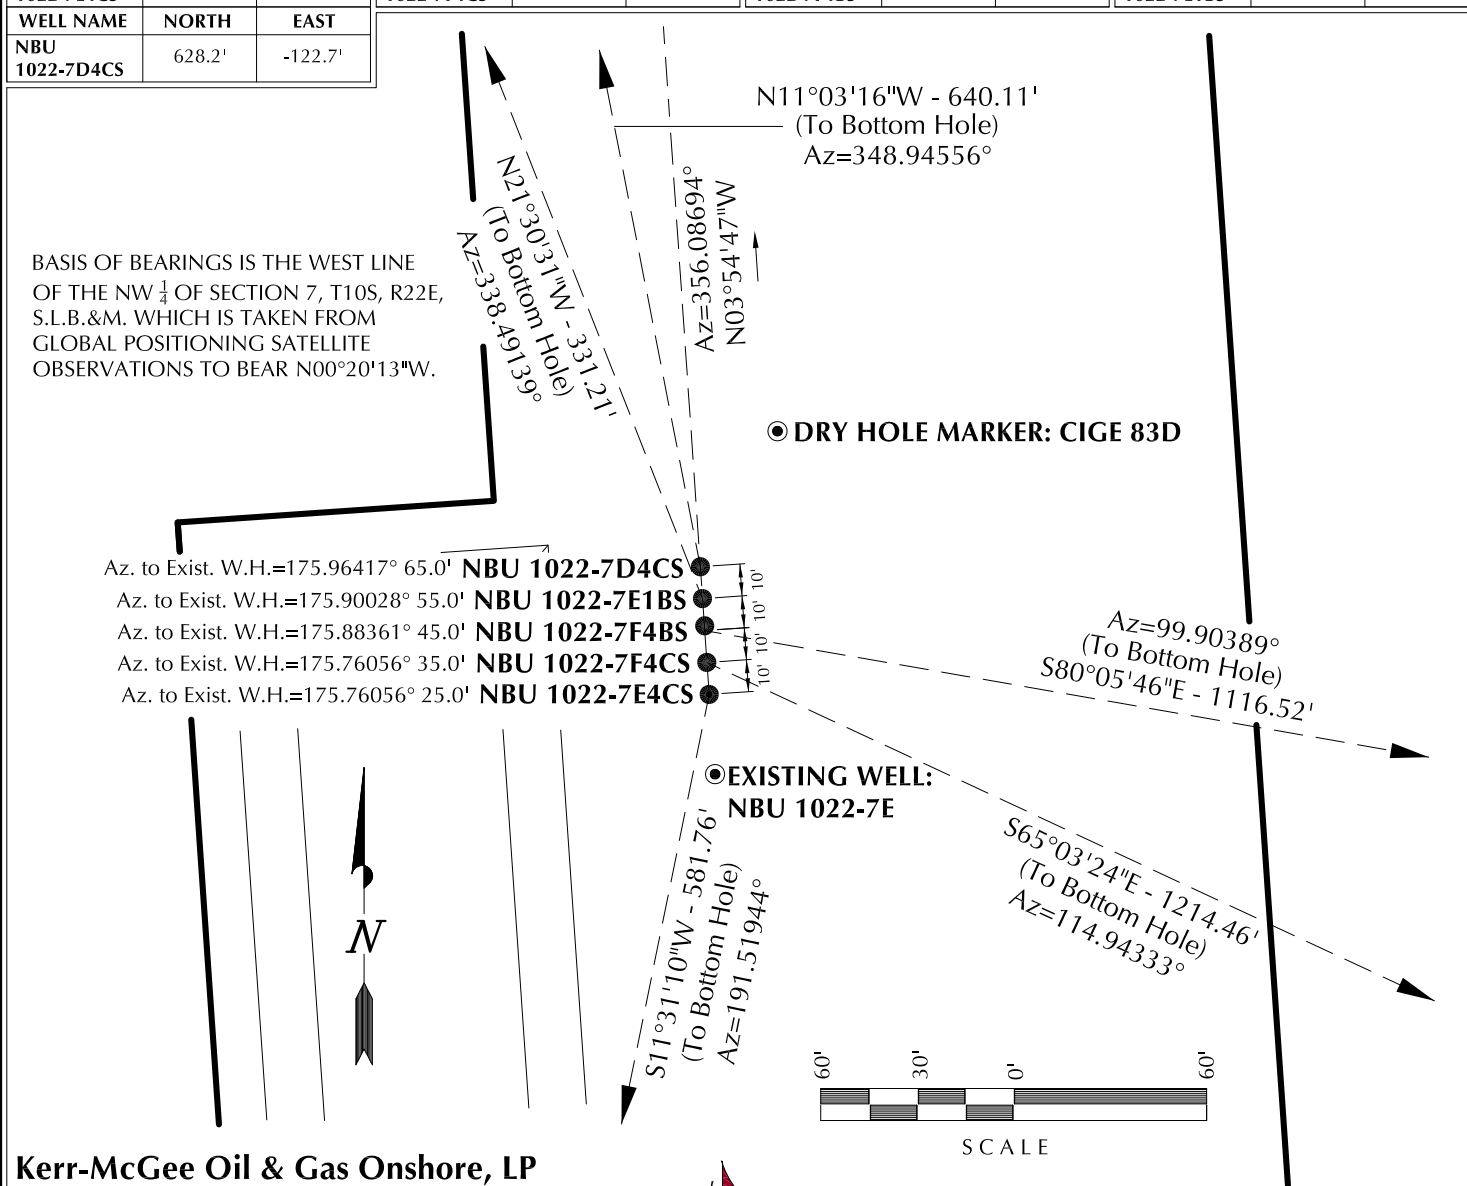 WELL NAME NORTH EAST
NBU
1022-7D4CS 628.2' -122.7'
N11°03'16"W - 640.11'
(To Bottom Hole)
Az=348.94556°
N21°30'31"W - 331.21'
(To Bottom Hole)
Az=338.49139°
Az=356.08694°
N03°54'47"W
BASIS OF BEARINGS IS THE WEST LINE
OF THE NW 1/4 OF SECTION 7, T10S, R22E,
S.L.B.&M. WHICH IS TAKEN FROM
GLOBAL POSITIONING SATELLITE
OBSERVATIONS TO BEAR N00°20'13"W.
DRY HOLE MARKER: CIGE 83D
Az. to Exist. W.H.=175.96417° 65.0' NBU 1022-7D4CS
Az. to Exist. W.H.=175.90028° 55.0' NBU 1022-7E1BS
Az. to Exist. W.H.=175.88361° 45.0' NBU 1022-7F4BS
Az. to Exist. W.H.=175.76056° 35.0' NBU 1022-7F4CS
Az. to Exist. W.H.=175.76056° 25.0' NBU 1022-7E4CS
10'
10'
10'
10'
Az=99.90389°
(To Bottom Hole)
S80°05'46"E - 1116.52'
EXISTING WELL:
NBU 1022-7E
S65°03'24"E - 1214.46'
(To Bottom Hole)
Az=114.94333°
S11°31'10"W - 581.76'
(To Bottom Hole)
Az=191.51944°
N
60' 30' 0' 60'
SCALE
Kerr-McGee Oil & Gas Onshore, LP